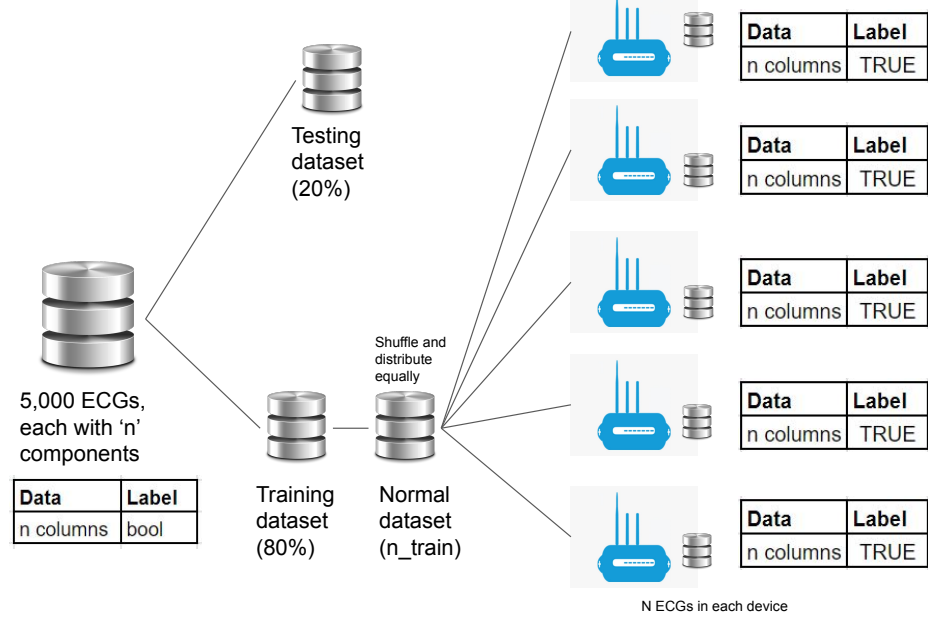 Testing
dataset
(20%)
5,000 ECGs,
each with ‘n’
components
Data Label
n columns bool
Training
dataset
(80%)
Shuffle and
distribute
equally
Normal
dataset
(n_train)
Data Label
n columns TRUE
Data Label
n columns TRUE
Data Label
n columns TRUE
Data Label
n columns TRUE
Data Label
n columns TRUE
N ECGs in each device